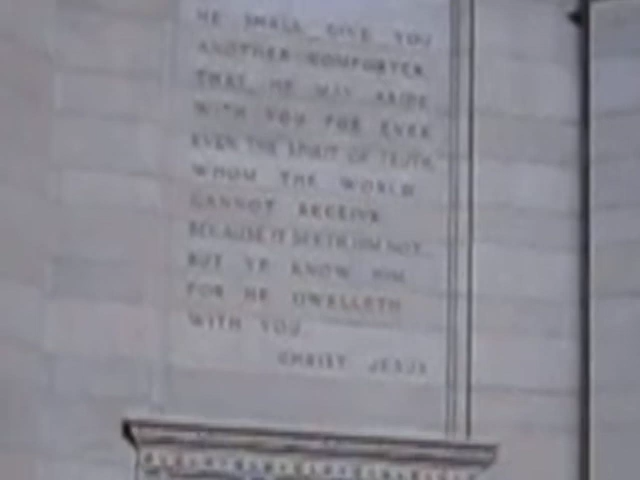 HE SHALL GIVE YOU
ANOTHER COMFORTER
THAT HE MAY ABIDE
WITH YOU FOR EVER
EVEN THE SPIRIT OF TRUTH,
WHOM THE WORLD
CANNOT RECEIVE
BECAUSE IT SEETH HIM NOT,
BUT YE KNOW HIM
FOR HE DWELLETH
WITH YOU
CHRIST JESUS